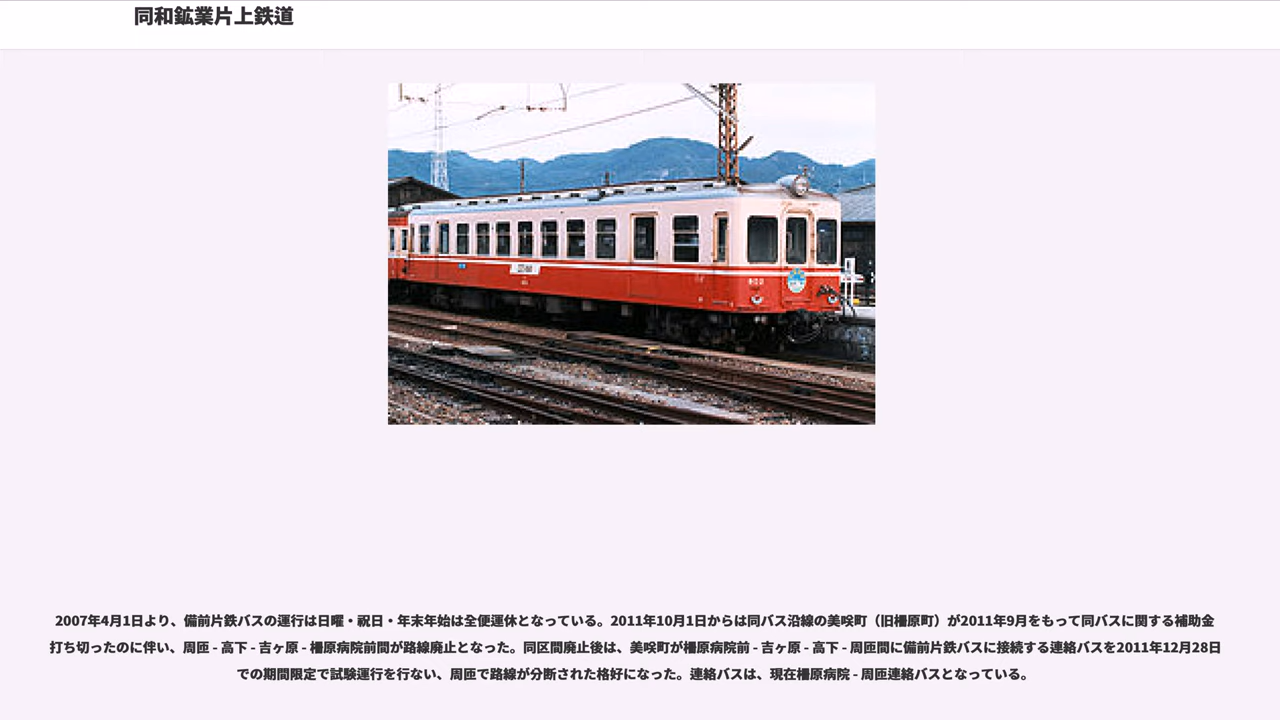 同和鉱業片上鉄道
2007年4月1日より、備前片鉄バスの運行は日曜・祝日・年末年始は全便運休となっている。2011年10月1日からは同バス沿線の美咲町（旧柵原町）が2011年9月をもって同バスに関する補助金
打ち切ったのに伴い、周匝 - 高下 - 吉ヶ原 - 柵原病院前間が路線廃止となった。同区間廃止後は、美咲町が柵原病院前 - 吉ヶ原 - 高下 - 周匝間に備前片鉄バスに接続する連絡バスを2011年12月28日
での期間限定で試験運行を行ない、周匝で路線が分断された格好になった。連絡バスは、現在柵原病院 - 周匝連絡バスとなっている。